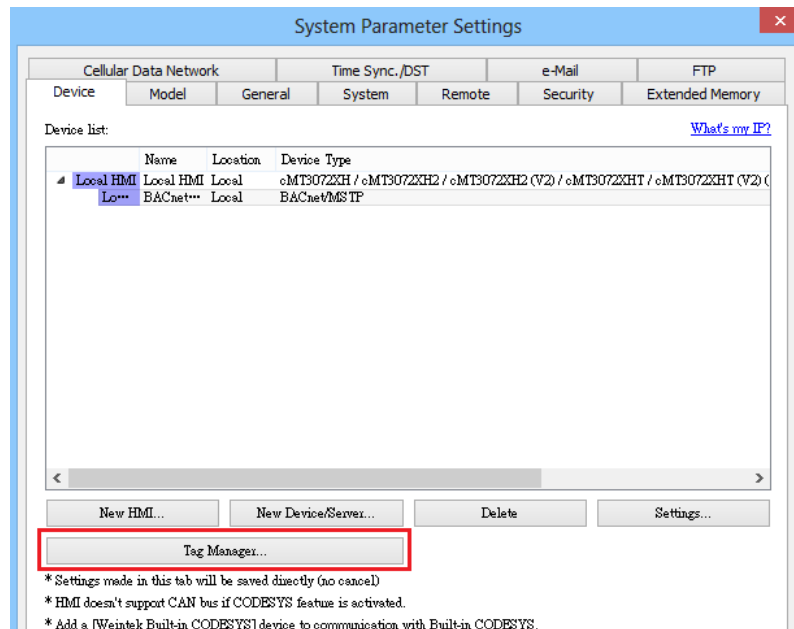 System Parameter Settings
Cellular Data Network Time Sync./DST e-Mail FTP
Device Model General System Remote Security Extended Memory
Device list: What's my IP?
Name Location Device Type
Local HMI Local HMI Local cMT3072XH / cMT3072XH2 / cMT3072XH2 (V2) / cMT3072XHT / cMT3072XHT (V2) (
Lo... BACnet... Local BACnet/MSTP
New HMI... New Device/Server... Delete Settings...
Tag Manager...
* Settings made in this tab will be saved directly (no cancel)
* HMI doesn't support CAN bus if CODESYS feature is activated.
* Add a [Weintek Built-in CODESYS] device to communication with Built-in CODESYS.